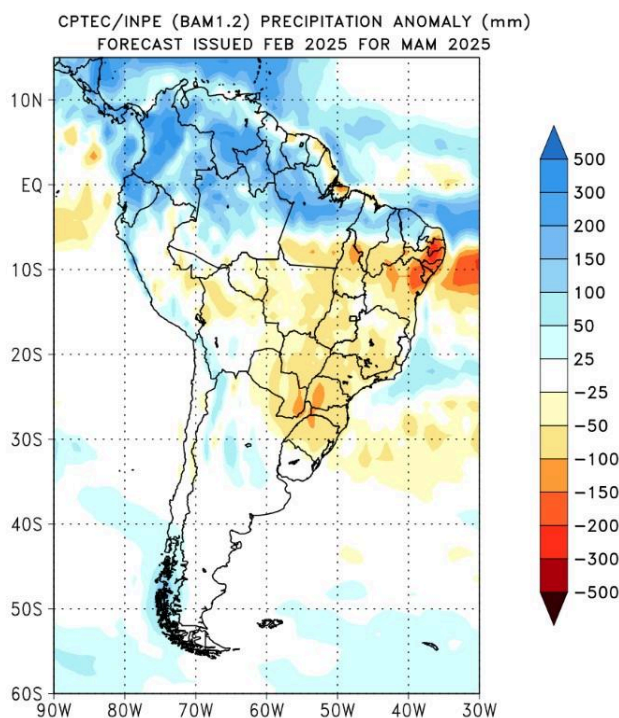 CPTEC/INPE (BAM1.2) PRECIPITATION ANOMALY (mm)
FORECAST ISSUED FEB 2025 FOR MAM 2025
10N
EQ
10S
20S
30S
40S
50S
60S
90W 80W 70W 60W 50W 40W 30W
500
300
200
150
100
50
25
-25
-50
-100
-150
-200
-300
-500